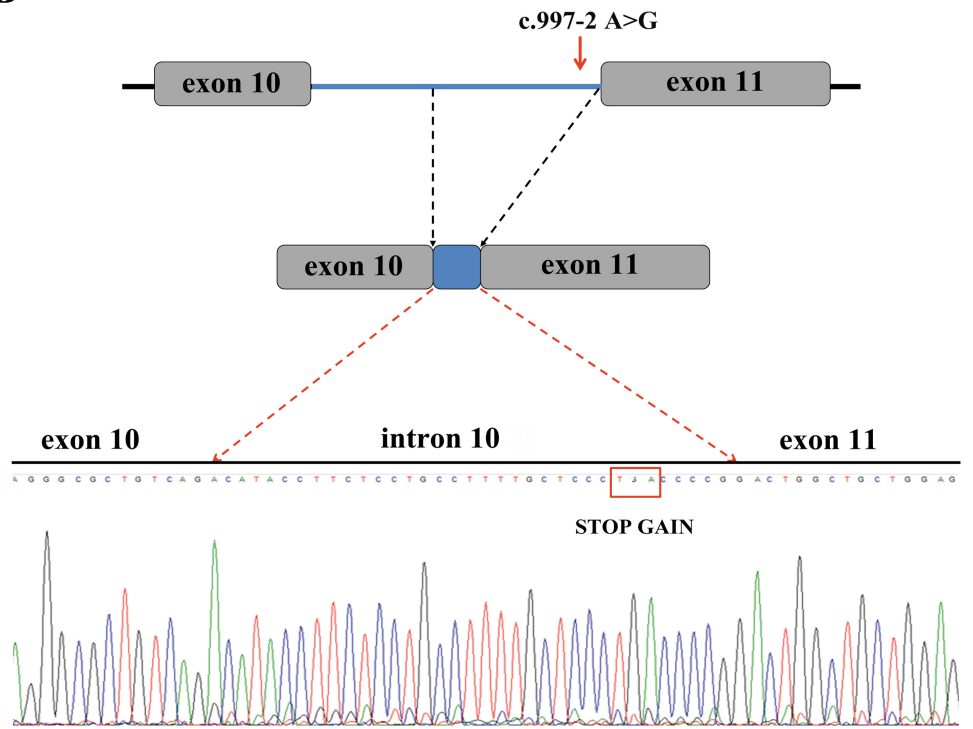 c.997-2 A>G
exon 10 exon 11
exon 10 exon 11
exon 10 intron 10 exon 11
A G G G C G C T G T C A G A C A T A C C T T C T C C T G C C T T T T G C T C C C T G A C C C C G G A C T G G C T G C T G G A G
STOP GAIN